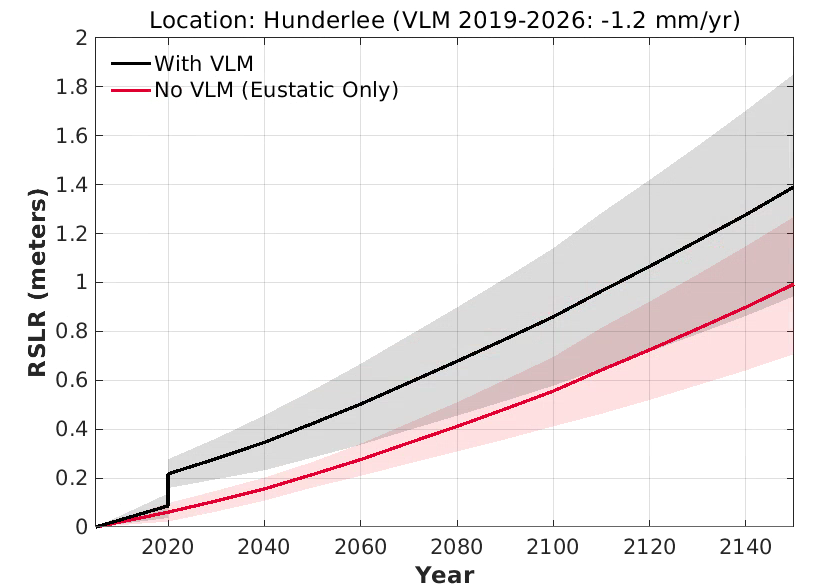 Location: Hunderlee (VLM 2019-2026: -1.2 mm/yr)
2
1.8
1.6
1.4
1.2
1
0.8
0.6
0.4
0.2
0
RSLR (meters)
With VLM
No VLM (Eustatic Only)
2020 2040 2060 2080 2100 2120 2140
Year